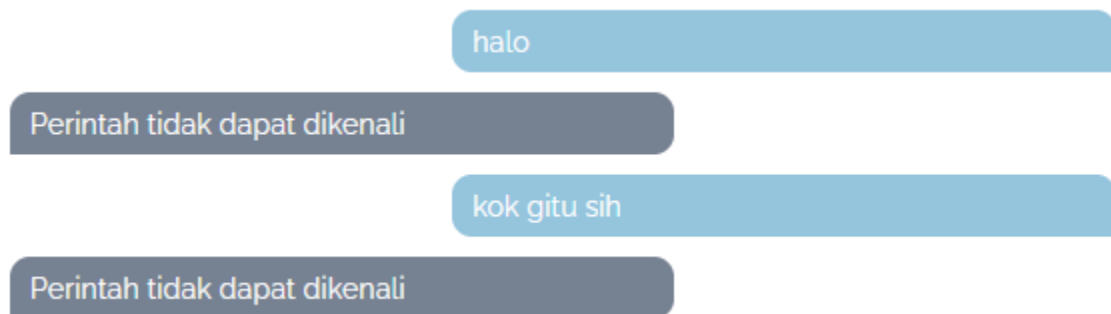 halo
Perintah tidak dapat dikenali
kok gitu sih
Perintah tidak dapat dikenali